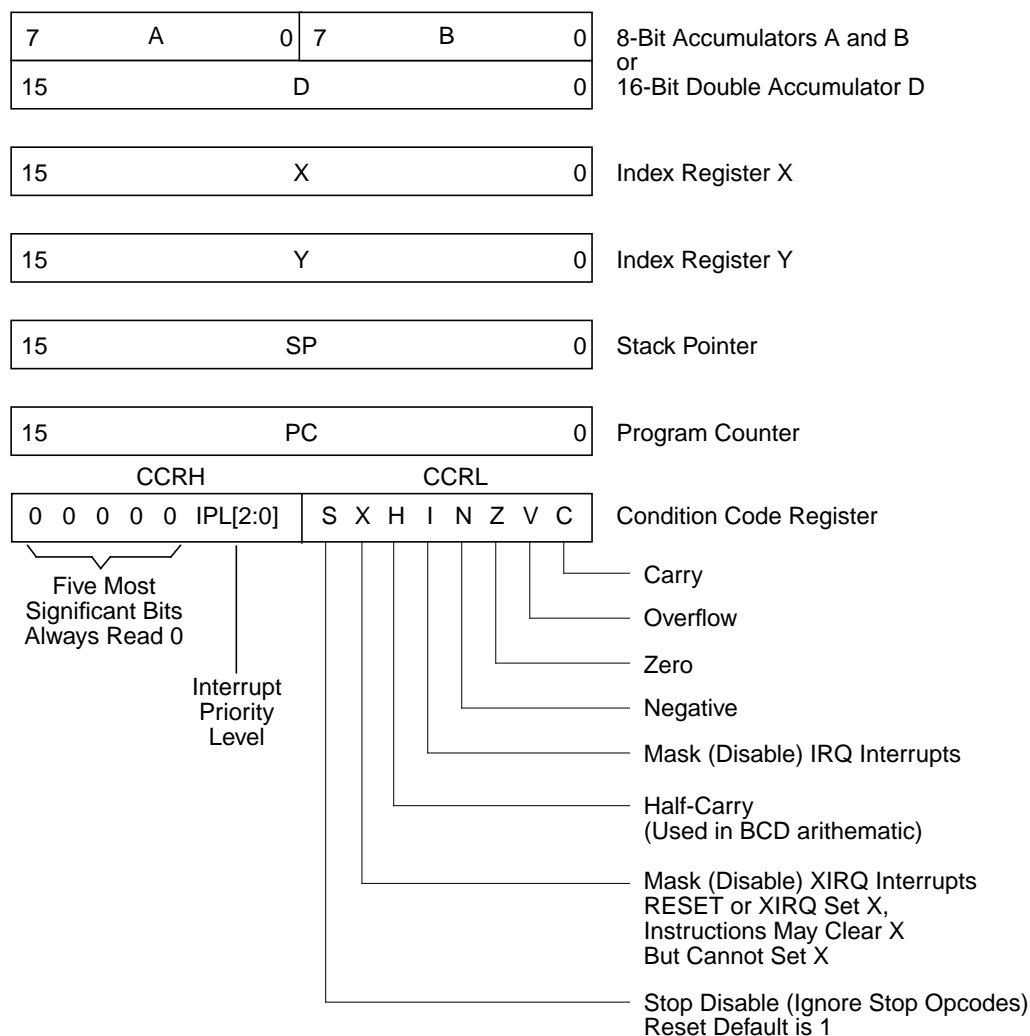 7 A 0 7 B 0 8-Bit Accumulators A and B
or
15 D 0 16-Bit Double Accumulator D
15 X 0 Index Register X
15 Y 0 Index Register Y
15 SP 0 Stack Pointer
15 PC 0 Program Counter
CCRH CCRL
0 0 0 0 0 IPL[2:0] S X H I N Z V C Condition Code Register
Five Most
Significant Bits
Always Read 0
Interrupt
Priority
Level
Carry
Overflow
Zero
Negative
Mask (Disable) IRQ Interrupts
Half-Carry
(Used in BCD arithematic)
Mask (Disable) XIRQ Interrupts
RESET or XIRQ Set X,
Instructions May Clear X
But Cannot Set X
Stop Disable (Ignore Stop Opcodes)
Reset Default is 1